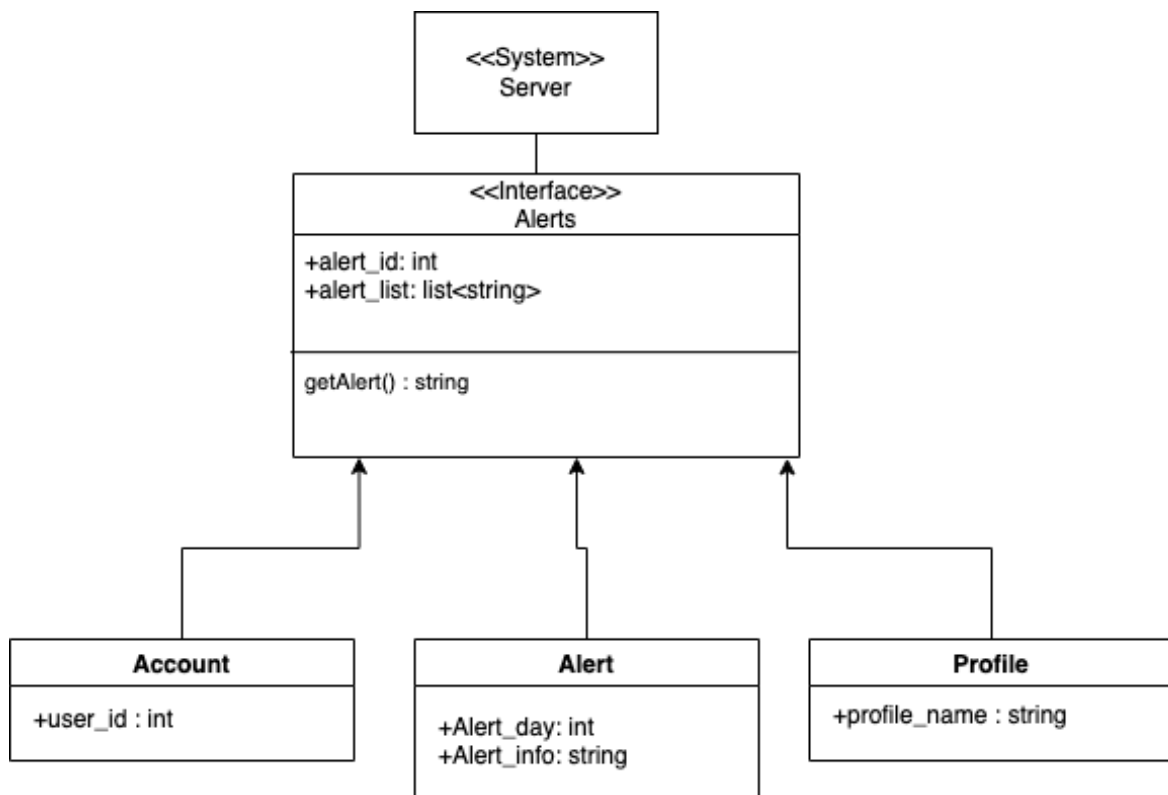 <<System>>
Server
<<Interface>>
Alerts
+alert_id: int
+alert_list: list<string>
getAlert() : string
Account
+user_id : int
Alert
+Alert_day: int
+Alert_info: string
Profile
+profile_name : string